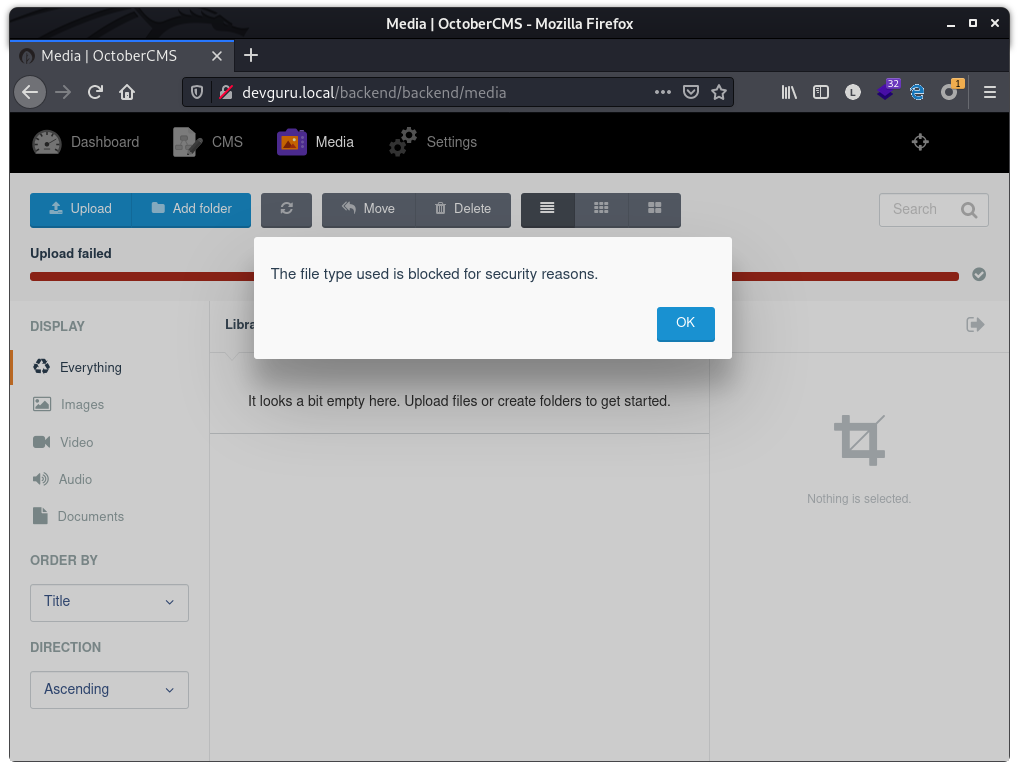 Media | OctoberCMS - Mozilla Firefox
Media | OctoberCMS
devguru.local/backend/backend/media
L
32
1
Dashboard
CMS
Media
Settings
Upload
Add folder
Move
Delete
Search
Upload failed
The file type used is blocked for security reasons.
OK
DISPLAY
Everything
Images
Video
Audio
Documents
ORDER BY
Title
DIRECTION
Ascending
It looks a bit empty here. Upload files or create folders to get started.
Nothing is selected.